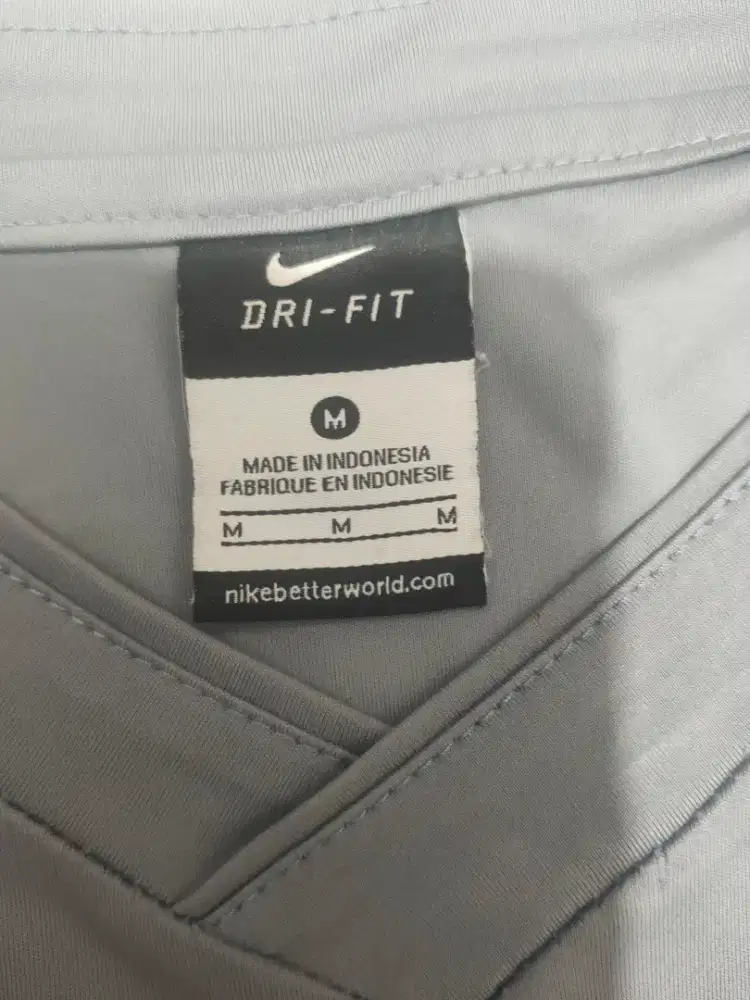 DRI-FIT
M
MADE IN INDONESIA
FABRIQUE EN INDONESIE
M M M
nikebetterworld.com